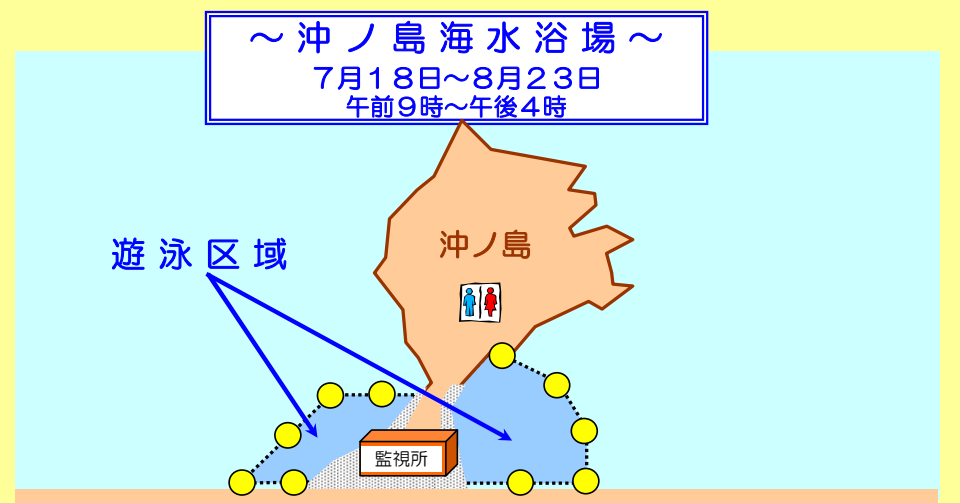 ～沖ノ島海水浴場～
７月１８日～８月２３日
午前９時～午後４時
沖ノ島
遊泳区域
監視所